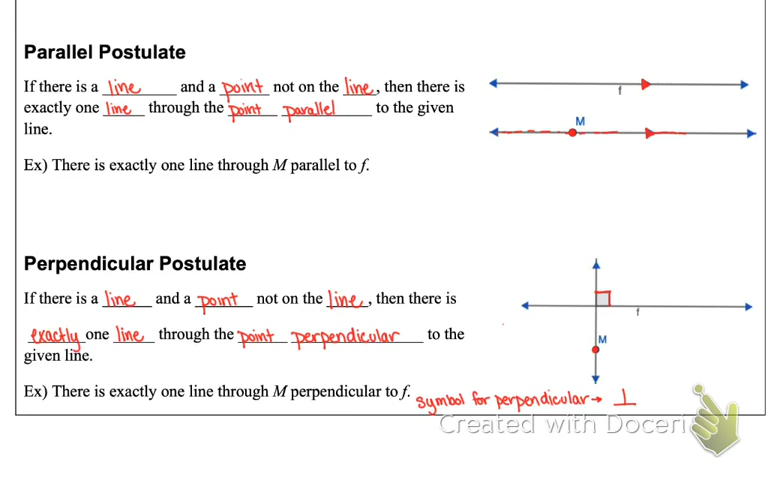 Parallel Postulate
If there is a line and a point not on the line, then there is
exactly one line through the point parallel to the given
line.
f
M
Ex) There is exactly one line through M parallel to f.
Perpendicular Postulate
If there is a line and a point not on the line, then there is
exactly one line through the point perpendicular to the
given line.
f
M
Ex) There is exactly one line through M perpendicular to f.
symbol for perpendicular → ⊥
Created with Doceri